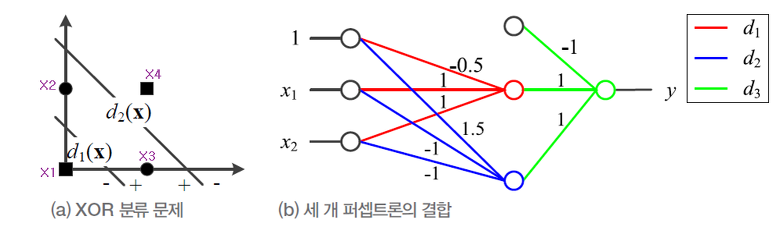 X2
X4
d₂(x)
d₁(x)
X1
X3
- + + -
(a) XOR 분류 문제
1
x₁
x₂
-0.5
1
1
1.5
-1
-1
-1
1
1
y
d₁
d₂
d₃
(b) 세 개 퍼셉트론의 결합